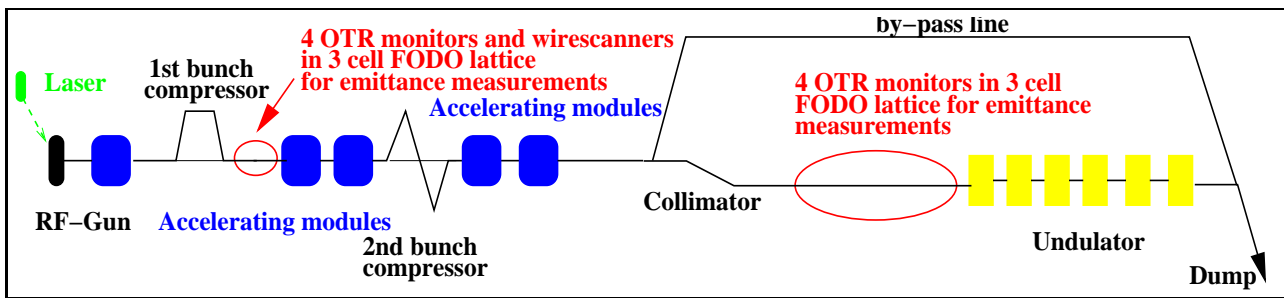 by−pass line
4 OTR monitors and wirescanners
in 3 cell FODO lattice
for emittance measurements
1st bunch
compressor
Laser
4 OTR monitors in 3 cell
FODO lattice for emittance
measurements
Accelerating modules
RF−Gun
Accelerating modules
2nd bunch
compressor
Collimator
Undulator
Dump